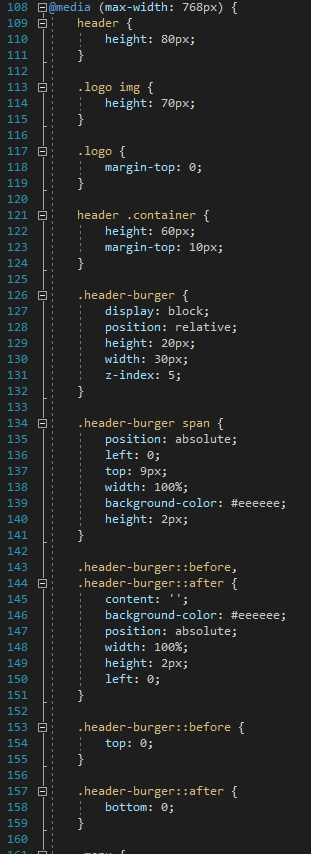 108 @media (max-width: 768px) {
109 header {
110 height: 80px;
111 }
112
113 .logo img {
114 height: 70px;
115 }
116
117 .logo {
118 margin-top: 0;
119 }
120
121 header .container {
122 height: 60px;
123 margin-top: 10px;
124 }
125
126 .header-burger {
127 display: block;
128 position: relative;
129 height: 20px;
130 width: 30px;
131 z-index: 5;
132 }
133
134 .header-burger span {
135 position: absolute;
136 left: 0;
137 top: 9px;
138 width: 100%;
139 background-color: #eeeeee;
140 height: 2px;
141 }
142
143 .header-burger::before,
144 .header-burger::after {
145 content: '';
146 background-color: #eeeeee;
147 position: absolute;
148 width: 100%;
149 height: 2px;
150 left: 0;
151 }
152
153 .header-burger::before {
154 top: 0;
155 }
156
157 .header-burger::after {
158 bottom: 0;
159 }
160